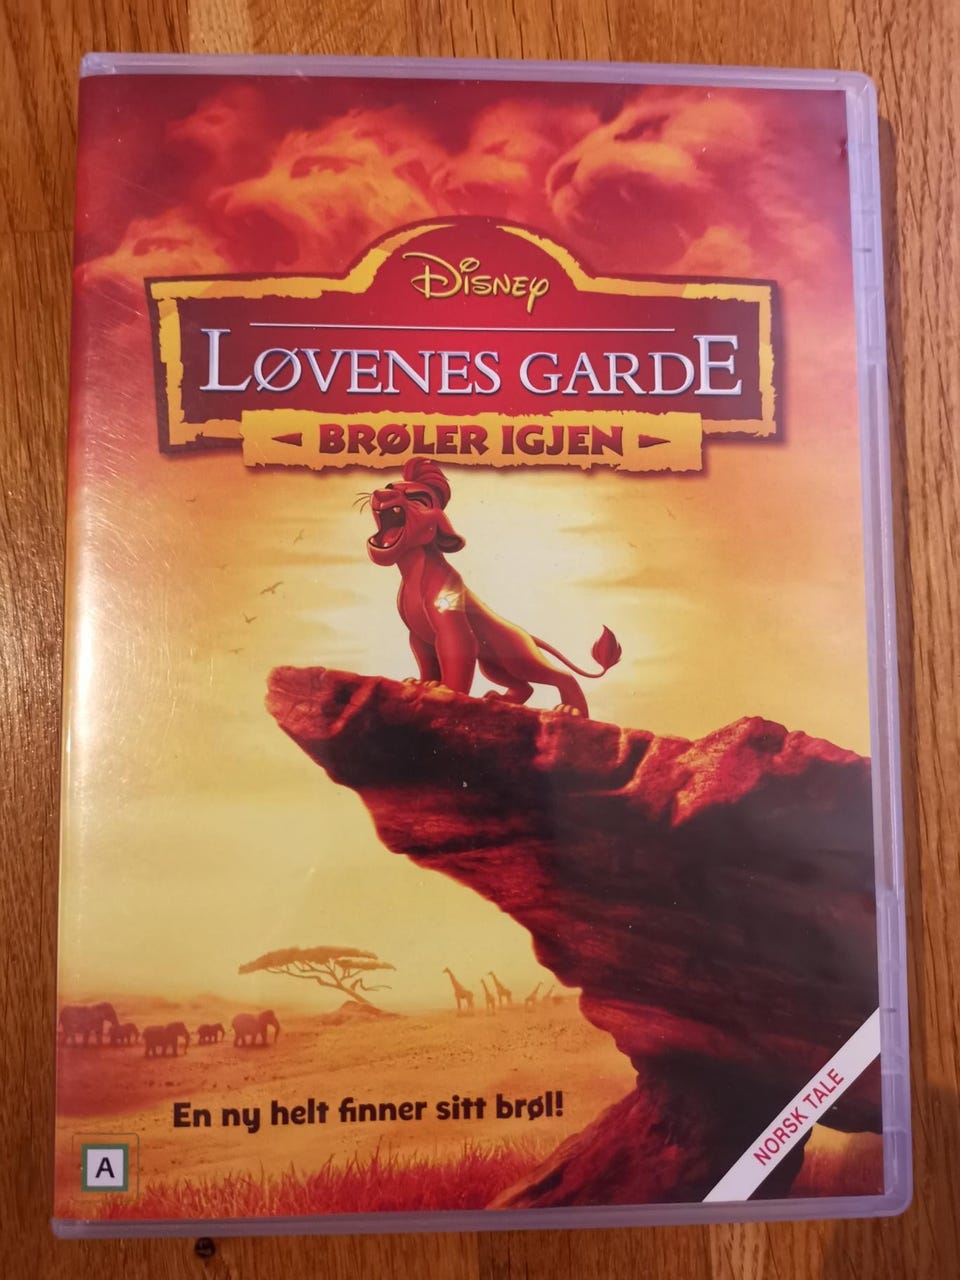 Disney
LØVENES GARDE
BRØLER IGJEN
En ny helt finner sitt brøl!
NORSK TALE
A